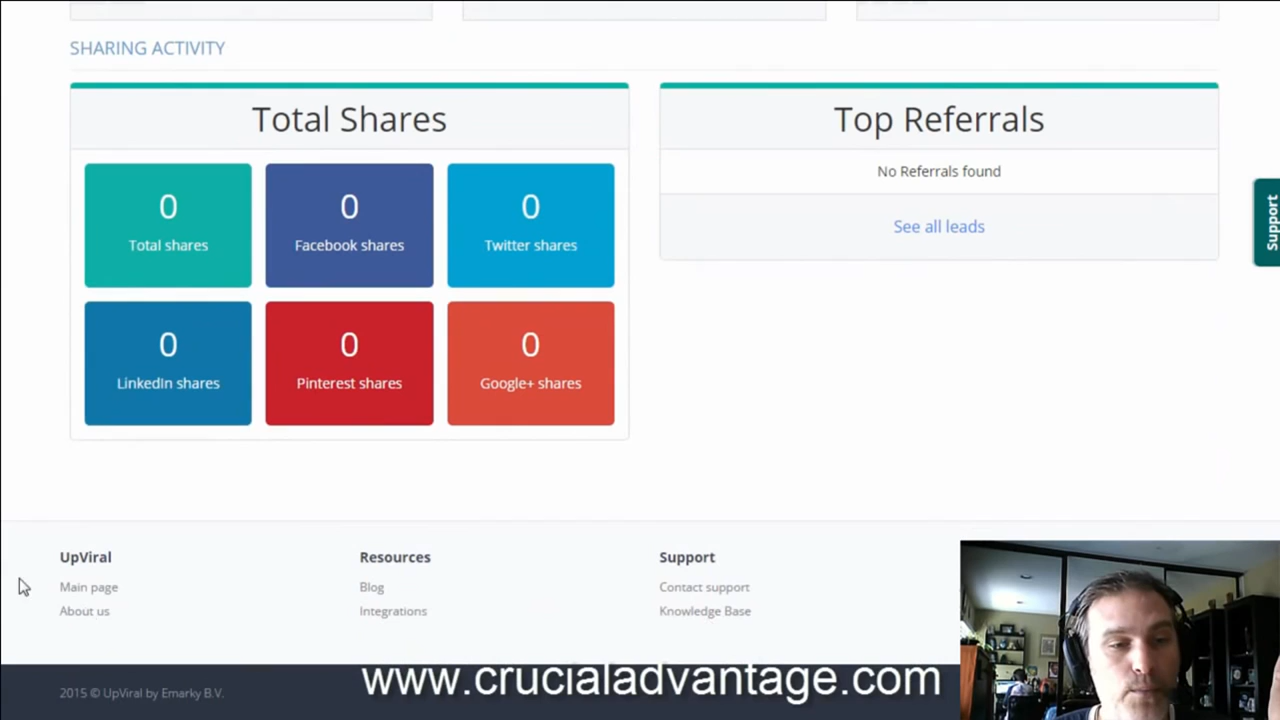 SHARING ACTIVITY
Total Shares
0
Total shares
0
Facebook shares
0
Twitter shares
0
LinkedIn shares
0
Pinterest shares
0
Google+ shares
Top Referrals
No Referrals found
See all leads
Support
UpViral
Main page
About us
Resources
Blog
Integrations
Support
Contact support
Knowledge Base
2015 © UpViral by Emarky B.V.
www.crucialadvantage.com